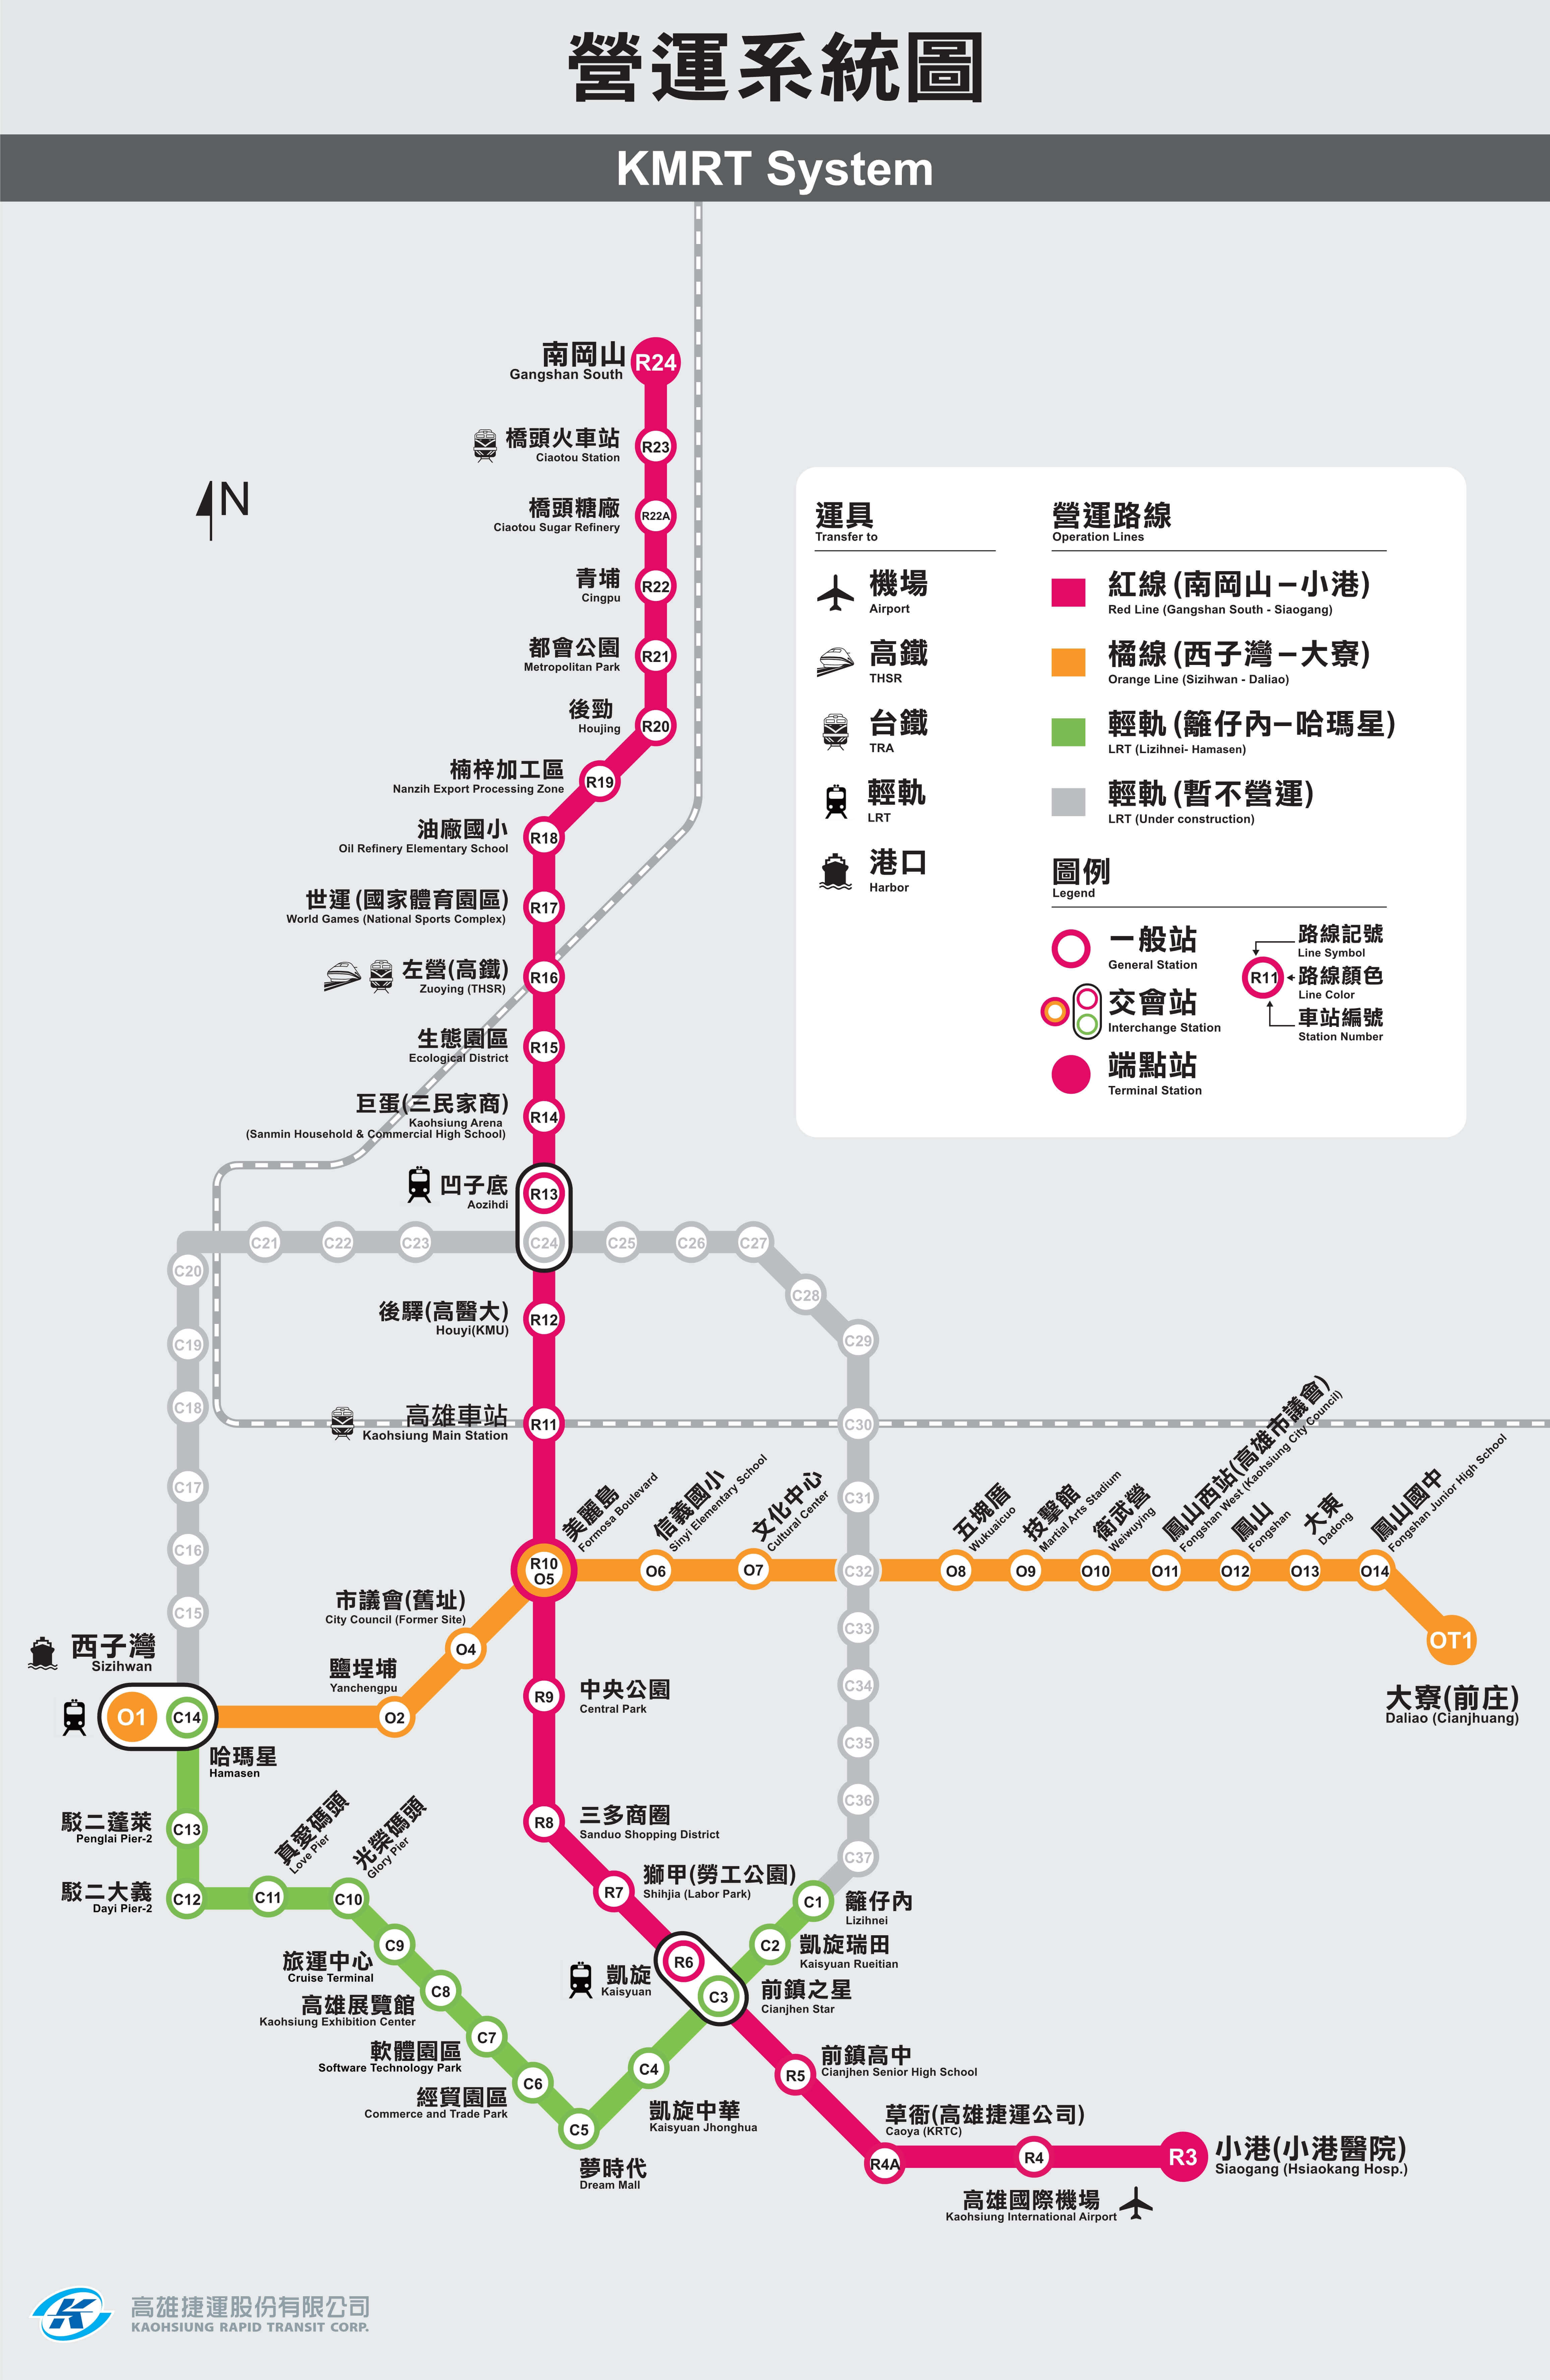 營運系統圖
KMRT System
南岡山
Gangshan South
R24
橋頭火車站
Ciaotou Station
R23
橋頭糖廠
Ciaotou Sugar Refinery
R22A
青埔
Cingpu
R22
都會公園
Metropolitan Park
R21
後勁
Houjing
R20
楠梓加工區
Nanzih Export Processing Zone
R19
油廠國小
Oil Refinery Elementary School
R18
世運(國家體育園區)
World Games (National Sports Complex)
R17
左營(高鐵)
Zuoying (THSR)
R16
生態園區
Ecological District
R15
巨蛋(三民家商)
Kaohsiung Arena
(Sanmin Household & Commercial High School)
R14
凹子底
Aozihdi
R13
N
運具
Transfer to
機場
Airport
高鐵
THSR
台鐵
TRA
輕軌
LRT
港口
Harbor
營運路線
Operation Lines
紅線(南岡山－小港)
Red Line (Gangshan South - Siaogang)
橘線(西子灣－大寮)
Orange Line (Sizihwan - Daliao)
輕軌(籬仔內－哈瑪星)
LRT (Lizihnei- Hamasen)
輕軌(暫不營運)
LRT (Under construction)
圖例
Legend
一般站
General Station
交會站
Interchange Station
端點站
Terminal Station
路線記號
Line Symbol
R11
路線顏色
Line Color
車站編號
Station Number
C20
C21
C22
C23
C24
C25
C26
C27
C28
C29
C19
C18
C17
C16
C15
C30
C31
C32
C33
C34
C35
C36
C37
後驛(高醫大)
Houyi(KMU)
R12
高雄車站
Kaohsiung Main Station
R11
美麗島
Formosa Boulevard
R10
O5
信義國小
Sinyi Elementary School
O6
文化中心
Cultural Center
O7
五塊厝
Wukuaicuo
O8
技擊館
Martial Arts Stadium
O9
衛武營
Weiwuying
O10
鳳山西站(高雄市議會)
Fongshan West (Kaohsiung City Council)
O11
鳳山
Fongshan
O12
大東
Dadong
O13
鳳山國中
Fongshan Junior High School
O14
OT1
大寮(前庄)
Daliao (Cianjhuang)
市議會(舊址)
City Council (Former Site)
O4
鹽埕埔
Yanchengpu
O2
西子灣
Sizihwan
O1
C14
哈瑪星
Hamasen
中央公園
Central Park
R9
三多商圈
Sanduo Shopping District
R8
獅甲(勞工公園)
Shihjia (Labor Park)
R7
凱旋
Kaisyuan
R6
駁二蓬萊
Penglai Pier-2
C13
駁二大義
Dayi Pier-2
C12
真愛碼頭
Love Pier
C11
光榮碼頭
Glory Pier
C10
旅運中心
Cruise Terminal
C9
高雄展覽館
Kaohsiung Exhibition Center
C8
軟體園區
Software Technology Park
C7
經貿園區
Commerce and Trade Park
C6
C5
夢時代
Dream Mall
C4
凱旋中華
Kaisyuan Jhonghua
C3
前鎮之星
Cianjhen Star
C2
凱旋瑞田
Kaisyuan Rueitian
C1
籬仔內
Lizihnei
R5
前鎮高中
Cianjhen Senior High School
草衙(高雄捷運公司)
Caoya (KRTC)
R4A
R4
高雄國際機場
Kaohsiung International Airport
R3
小港(小港醫院)
Siaogang (Hsiaokang Hosp.)
高雄捷運股份有限公司
KAOHSIUNG RAPID TRANSIT CORP.